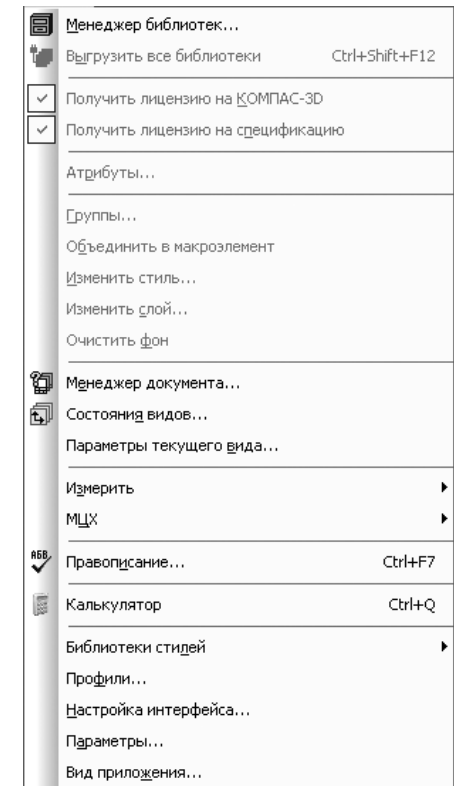 Менеджер библиотек...
Выгрузить все библиотеки Ctrl+Shift+F12
Получить лицензию на КОМПАС-3D
Получить лицензию на спецификацию
Атрибуты...
Группы...
Объединить в макроэлемент
Изменить стиль...
Изменить слой...
Очистить фон
Менеджер документа...
Состояния видов...
Параметры текущего вида...
Измерить
МЦХ
АБВ Правописание... Ctrl+F7
Калькулятор Ctrl+Q
Библиотеки стилей
Профили...
Настройка интерфейса...
Параметры...
Вид приложения...